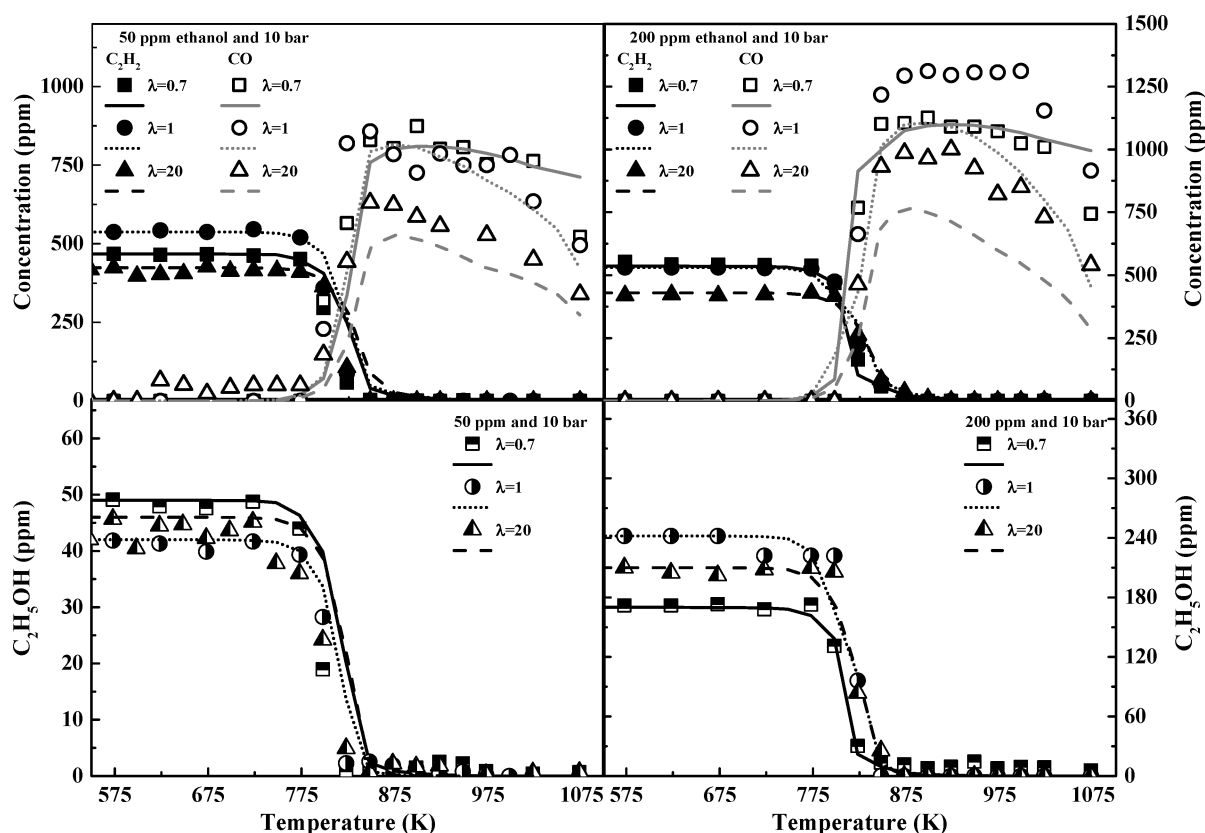 50 ppm ethanol and 10 bar
C₂H₂ CO
λ=0.7 λ=0.7
λ=1 λ=1
λ=20 λ=20
Concentration (ppm)
1000
750
500
250
0
200 ppm ethanol and 10 bar
C₂H₂ CO
λ=0.7 λ=0.7
λ=1 λ=1
λ=20 λ=20
1500
1250
1000
750
500
250
0
Concentration (ppm)
50 ppm and 10 bar
λ=0.7
λ=1
λ=20
C₂H₅OH (ppm)
60
50
40
30
20
10
0
575 675 775 875 975 1075
Temperature (K)
200 ppm and 10 bar
λ=0.7
λ=1
λ=20
360
300
240
180
120
60
0
C₂H₅OH (ppm)
575 675 775 875 975 1075
Temperature (K)